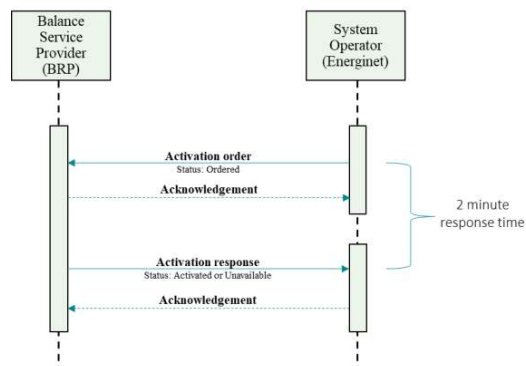 Balance
Service
Provider
(BRP)
System
Operator
(Energinet)
Activation order
Status: Ordered
Acknowledgement
2 minute
response time
Activation response
Status: Activated or Unavailable
Acknowledgement